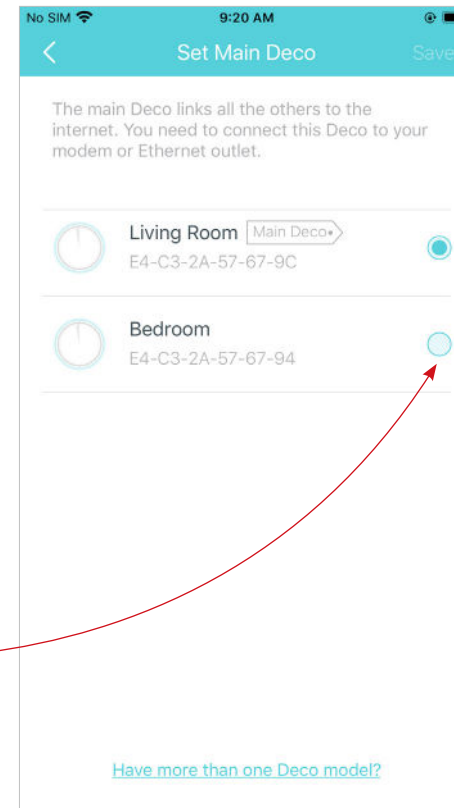 No SIM 9:20 AM
Set Main Deco Save
The main Deco links all the others to the
internet. You need to connect this Deco to your
modem or Ethernet outlet.
Living Room Main Deco
E4-C3-2A-57-67-9C
Bedroom
E4-C3-2A-57-67-94
Have more than one Deco model?